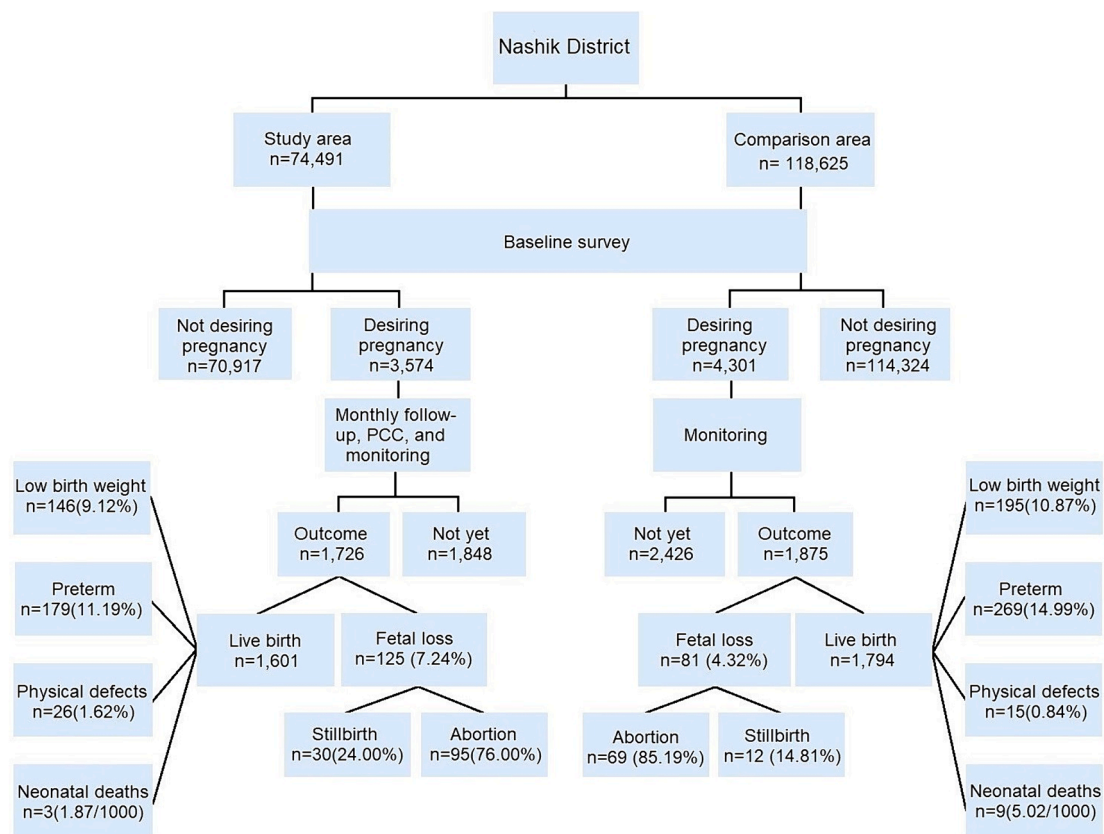 Nashik District
Study area
n=74,491
Comparison area
n= 118,625
Baseline survey
Not desiring
pregnancy
n=70,917
Desiring
pregnancy
n=3,574
Desiring
pregnancy
n=4,301
Not desiring
pregnancy
n=114,324
Monthly follow-
up, PCC, and
monitoring
Monitoring
Low birth weight
n=146(9.12%)
Preterm
n=179(11.19%)
Physical defects
n=26(1.62%)
Neonatal deaths
n=3(1.87/1000)
Outcome
n=1,726
Not yet
n=1,848
Live birth
n=1,601
Fetal loss
n=125 (7.24%)
Stillbirth
n=30(24.00%)
Abortion
n=95(76.00%)
Not yet
n=2,426
Outcome
n=1,875
Fetal loss
n=81 (4.32%)
Live birth
n=1,794
Abortion
n=69 (85.19%)
Stillbirth
n=12 (14.81%)
Low birth weight
n=195(10.87%)
Preterm
n=269(14.99%)
Physical defects
n=15(0.84%)
Neonatal deaths
n=9(5.02/1000)